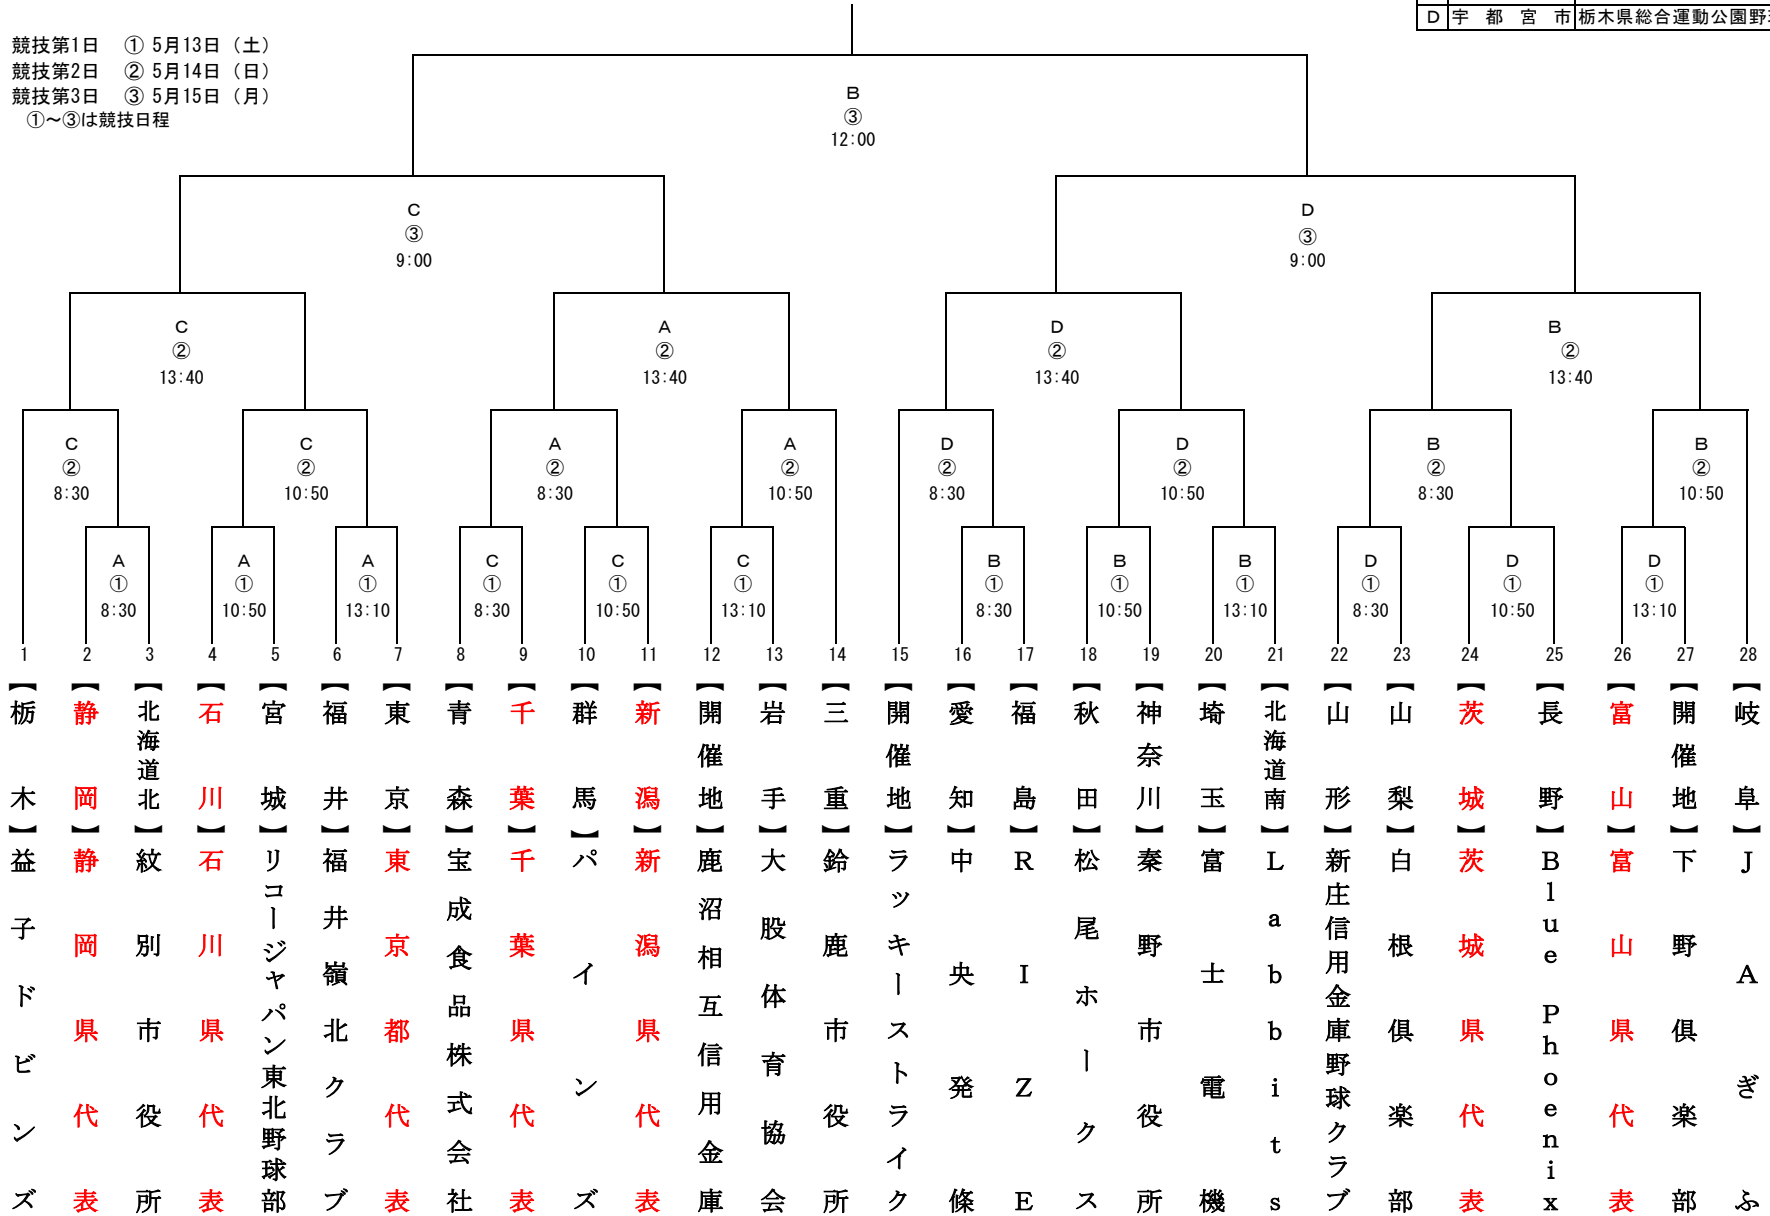 D 宇都宮市 栃木県総合運動公園野
競技第1日 ① 5月13日（土）
競技第2日 ② 5月14日（日）
競技第3日 ③ 5月15日（月）
①～③は競技日程
B
③
12:00
C
③
9:00
D
③
9:00
C
②
13:40
A
②
13:40
D
②
13:40
B
②
13:40
C
②
8:30
C
②
10:50
A
②
8:30
A
②
10:50
D
②
8:30
D
②
10:50
B
②
8:30
B
②
10:50
A
①
8:30
A
①
10:50
A
①
13:10
C
①
8:30
C
①
10:50
C
①
13:10
B
①
8:30
B
①
10:50
B
①
13:10
D
①
8:30
D
①
10:50
D
①
13:10
1 【栃木】益子ドビンズ
2 【静岡】静岡県代表
3 【北海道北】紋別市役所
4 【石川】石川県代表
5 【宮城】リコージャパン東北野球部
6 【福井】福井嶺北クラブ
7 【東京】東京都代表
8 【青森】宝成食品株式会社
9 【千葉】千葉県代表
10 【群馬】パインズ
11 【新潟】新潟県代表
12 【開催地】鹿沼相互信用金庫
13 【岩手】大股体育協会
14 【三重】鈴鹿市役所
15 【開催地】ラッキーストライク
16 【愛知】中央発條
17 【福島】RIZE
18 【秋田】松尾ホークス
19 【神奈川】秦野市役所
20 【埼玉】富士電機
21 【北海道南】Labbits
22 【山形】新庄信用金庫野球クラブ
23 【山梨】白根倶楽部
24 【茨城】茨城県代表
25 【長野】Blue Phoenix
26 【富山】富山県代表
27 【開催地】下野倶楽部
28 【岐阜】JAぎふ